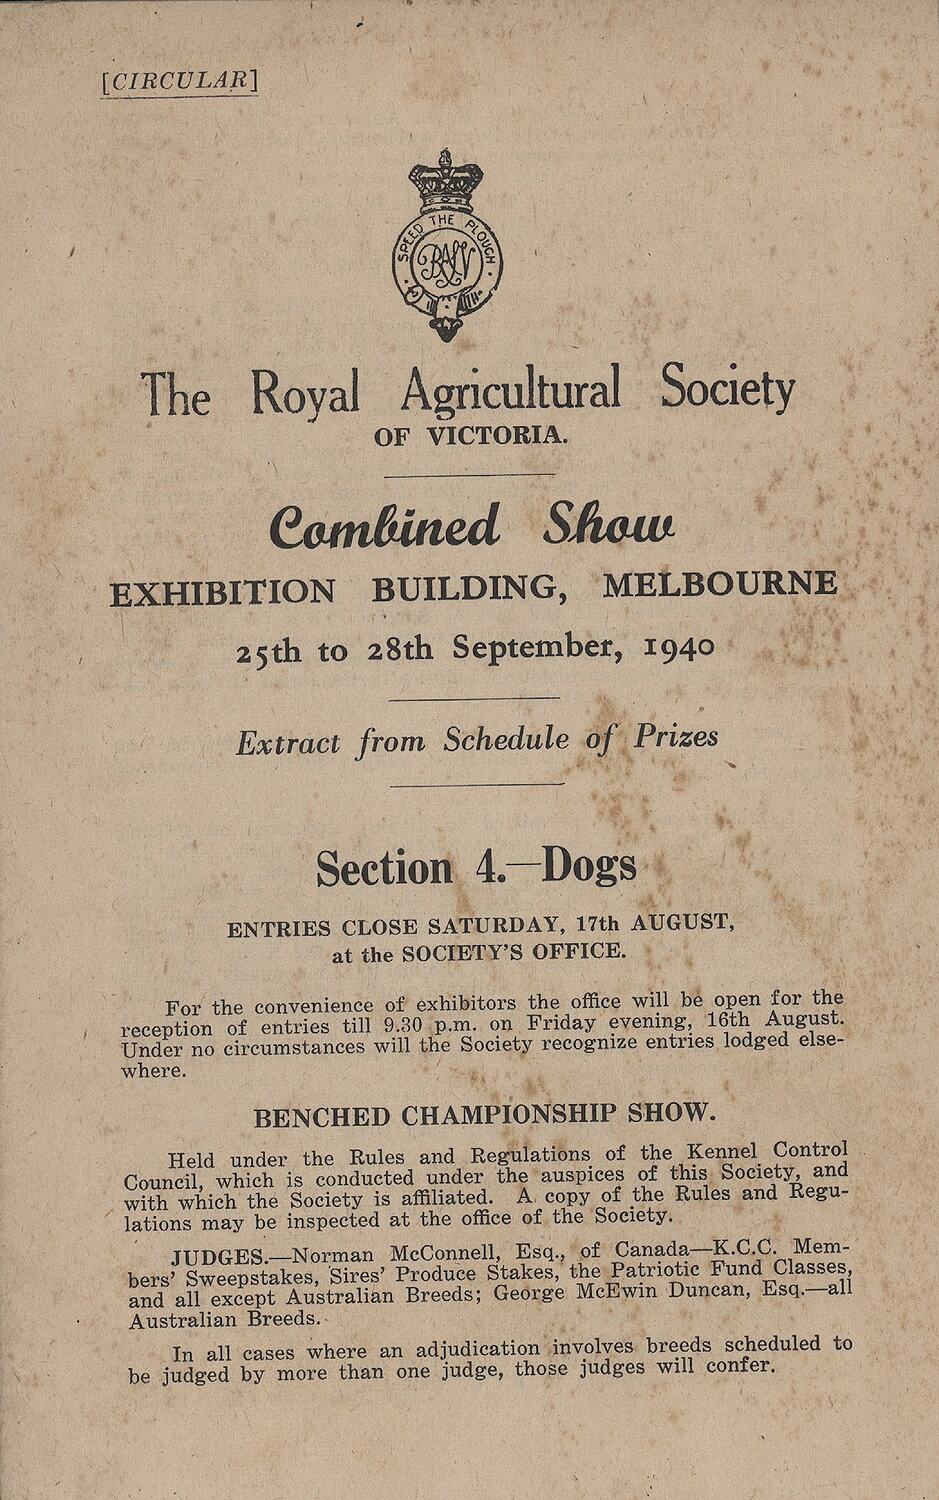 [CIRCULAR]
SPEED THE PLOUGH
RASV
The Royal Agricultural Society
OF VICTORIA.
Combined Show
EXHIBITION BUILDING, MELBOURNE
25th to 28th September, 1940
Extract from Schedule of Prizes
Section 4.—Dogs
ENTRIES CLOSE SATURDAY, 17th AUGUST,
at the SOCIETY'S OFFICE.
For the convenience of exhibitors the office will be open for the
reception of entries till 9.30 p.m. on Friday evening, 16th August.
Under no circumstances will the Society recognize entries lodged else-
where.
BENCHED CHAMPIONSHIP SHOW.
Held under the Rules and Regulations of the Kennel Control
Council, which is conducted under the auspices of this Society, and
with which the Society is affiliated. A copy of the Rules and Regu-
lations may be inspected at the office of the Society.
JUDGES.—Norman McConnell, Esq., of Canada—K.C.C. Mem-
bers' Sweepstakes, Sires' Produce Stakes, the Patriotic Fund Classes,
and all except Australian Breeds; George McEwin Duncan, Esq.—all
Australian Breeds.
In all cases where an adjudication involves breeds scheduled to
be judged by more than one judge, those judges will confer.